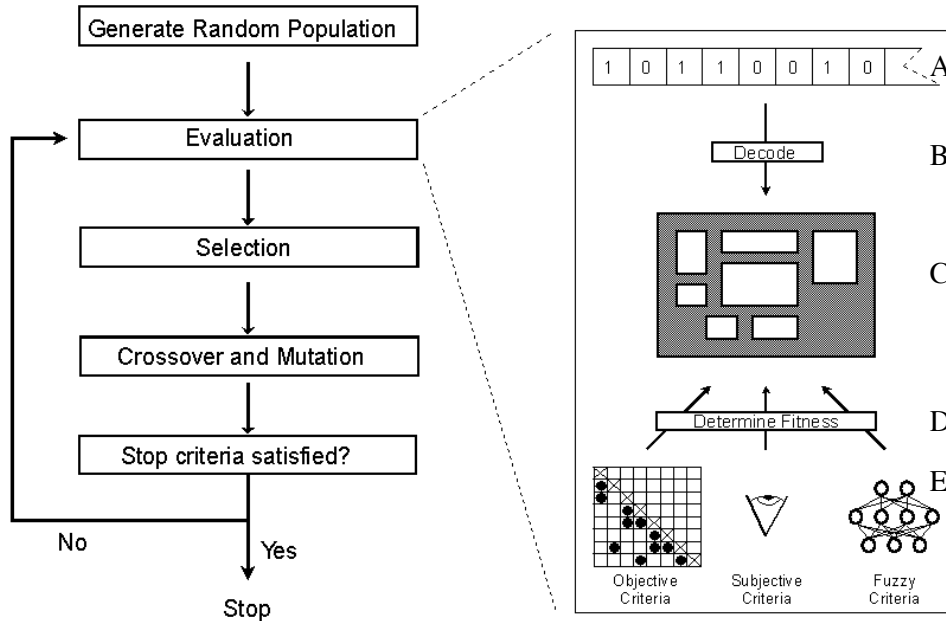 Generate Random Population
Evaluation
Selection
Crossover and Mutation
Stop criteria satisfied?
No
Yes
Stop
1 0 1 1 0 0 1 0
A
Decode
B
C
Determine Fitness
D
E
Objective
Criteria
Subjective
Criteria
Fuzzy
Criteria